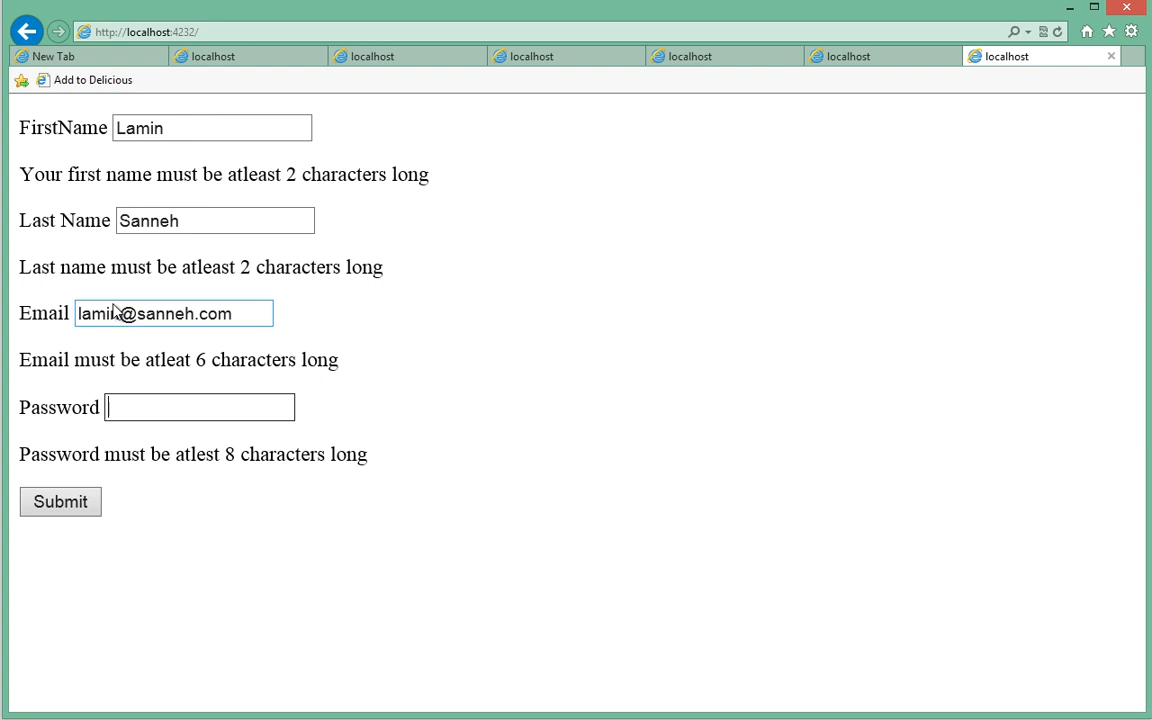 http://localhost:4232/
New Tab
localhost
localhost
localhost
localhost
localhost
localhost
Add to Delicious
FirstName Lamin
Your first name must be atleast 2 characters long
Last Name Sanneh
Last name must be atleast 2 characters long
Email lamin@sanneh.com
Email must be atleat 6 characters long
Password
Password must be atlest 8 characters long
Submit